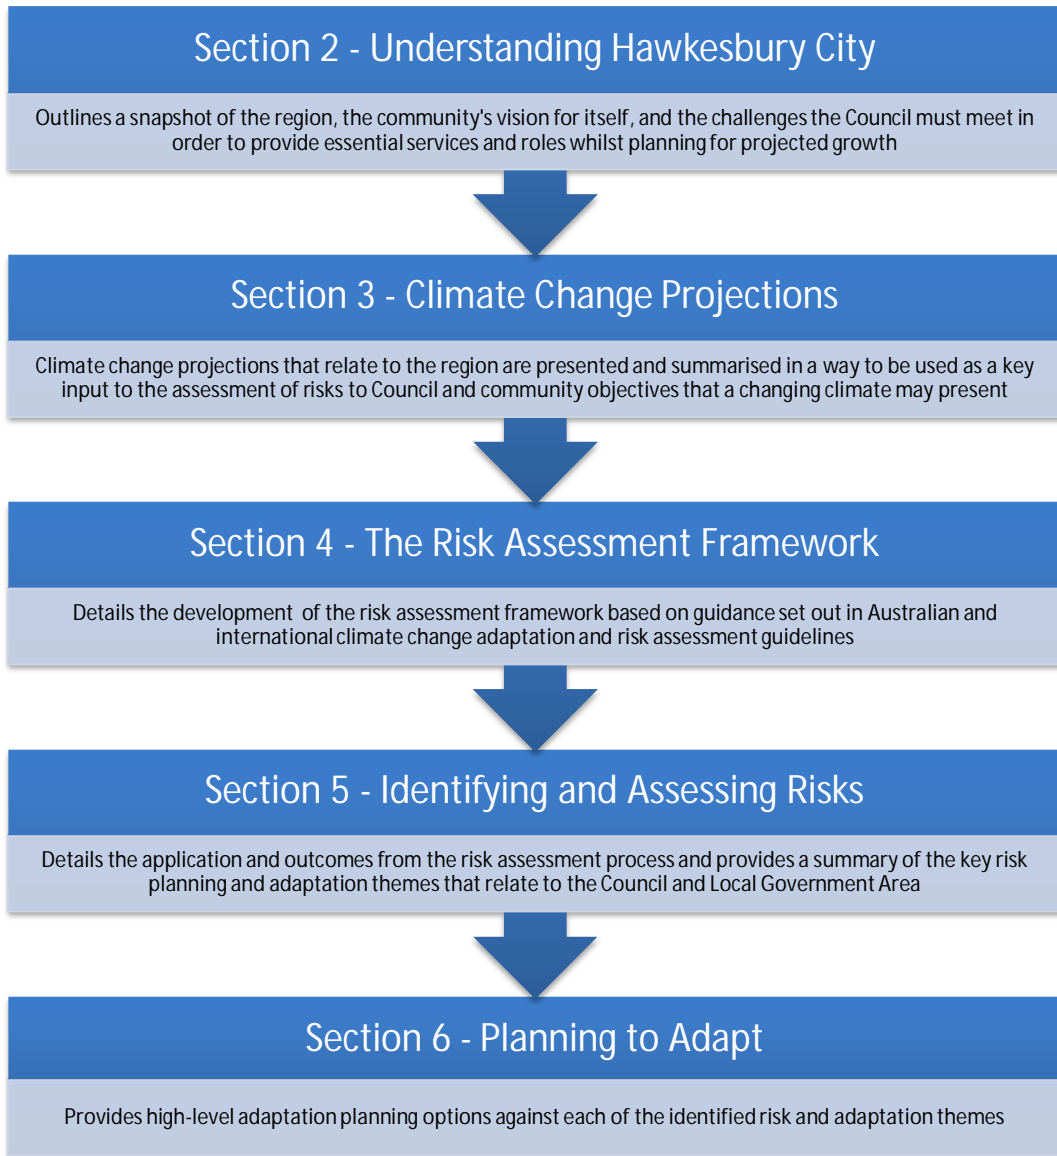 Section 2 - Understanding Hawkesbury City
Outlines a snapshot of the region, the community's vision for itself, and the challenges the Council must meet in
order to provide essential services and roles whilst planning for projected growth
Section 3 - Climate Change Projections
Climate change projections that relate to the region are presented and summarised in a way to be used as a key
input to the assessment of risks to Council and community objectives that a changing climate may present
Section 4 - The Risk Assessment Framework
Details the development of the risk assessment framework based on guidance set out in Australian and
international climate change adaptation and risk assessment guidelines
Section 5 - Identifying and Assessing Risks
Details the application and outcomes from the risk assessment process and provides a summary of the key risk
planning and adaptation themes that relate to the Council and Local Government Area
Section 6 - Planning to Adapt
Provides high-level adaptation planning options against each of the identified risk and adaptation themes